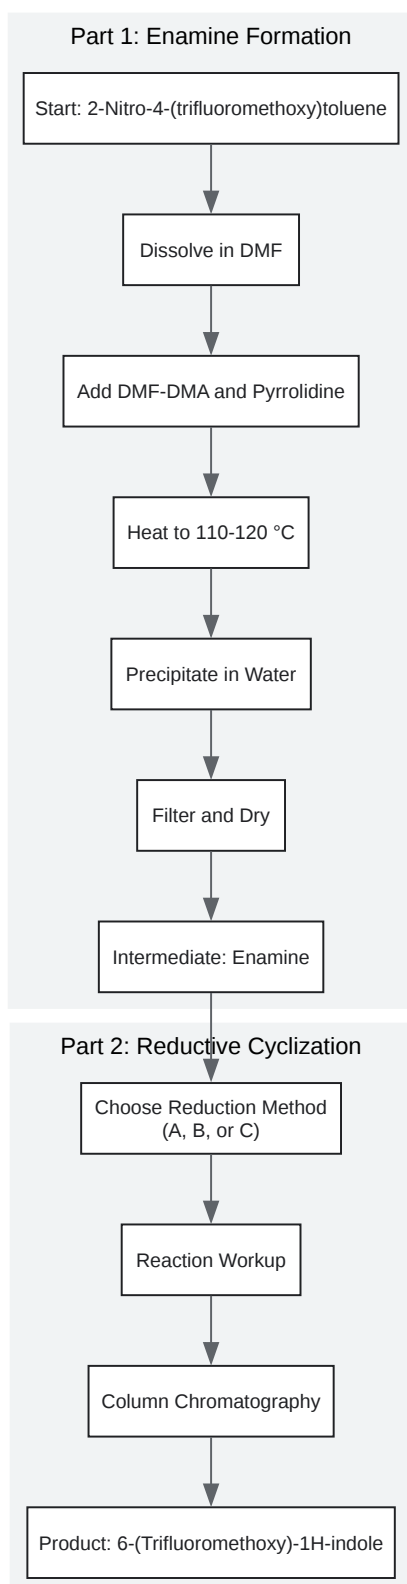 Part 1: Enamine Formation
Start: 2-Nitro-4-(trifluoromethoxy)toluene
Dissolve in DMF
Add DMF-DMA and Pyrrolidine
Heat to 110-120 °C
Precipitate in Water
Filter and Dry
Intermediate: Enamine
Part 2: Reductive Cyclization
Choose Reduction Method
(A, B, or C)
Reaction Workup
Column Chromatography
Product: 6-(Trifluoromethoxy)-1H-indole